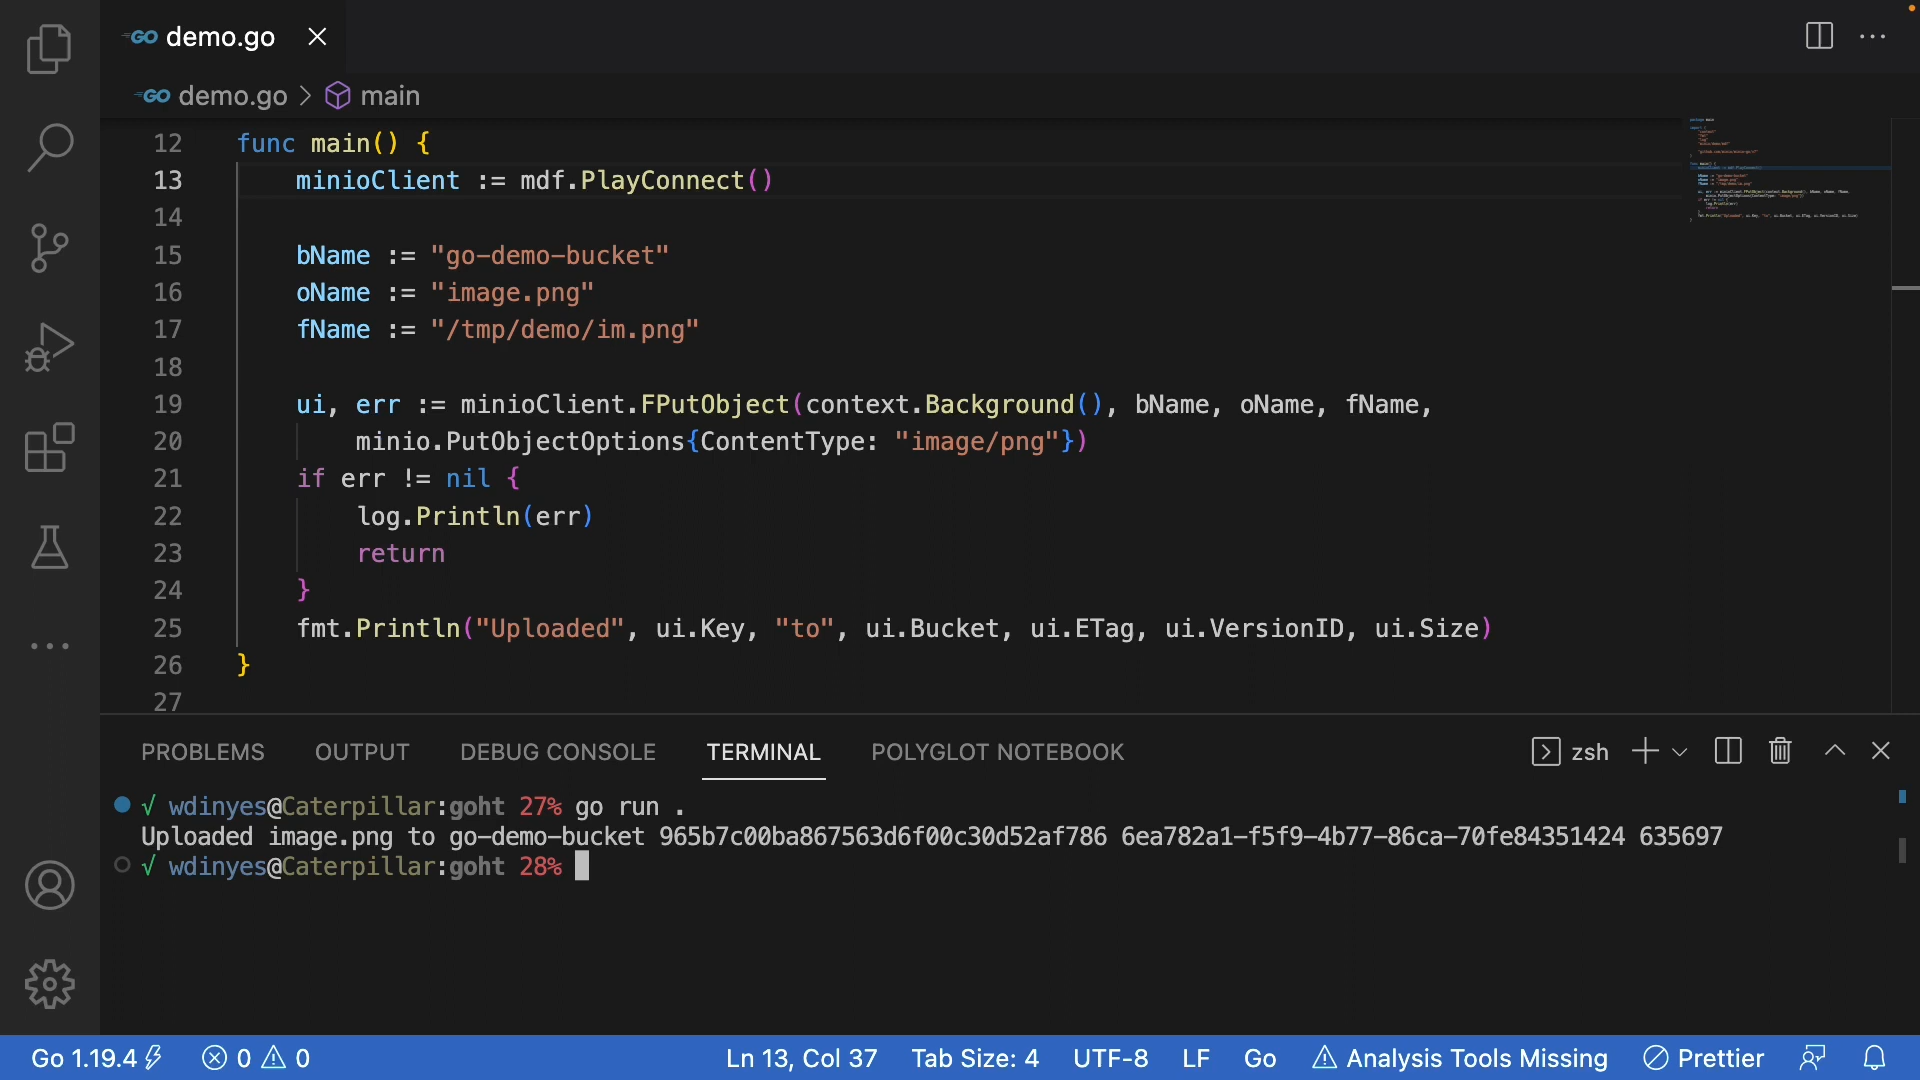 GO demo.go
GO demo.go > main
12 func main() {
13 minioClient := mdf.PlayConnect()
14
15 bName := "go-demo-bucket"
16 oName := "image.png"
17 fName := "/tmp/demo/im.png"
18
19 ui, err := minioClient.FPutObject(context.Background(), bName, oName, fName,
20 minio.PutObjectOptions{ContentType: "image/png"})
21 if err != nil {
22 log.Println(err)
23 return
24 }
25 fmt.Println("Uploaded", ui.Key, "to", ui.Bucket, ui.ETag, ui.VersionID, ui.Size)
26 }
27
PROBLEMS OUTPUT DEBUG CONSOLE TERMINAL POLYGLOT NOTEBOOK zsh
√ wdinyes@Caterpillar:goht 27% go run .
Uploaded image.png to go-demo-bucket 965b7c00ba867563d6f00c30d52af786 6ea782a1-f5f9-4b77-86ca-70fe84351424 635697
√ wdinyes@Caterpillar:goht 28%
Go 1.19.4 0 0 Ln 13, Col 37 Tab Size: 4 UTF-8 LF Go Analysis Tools Missing Prettier